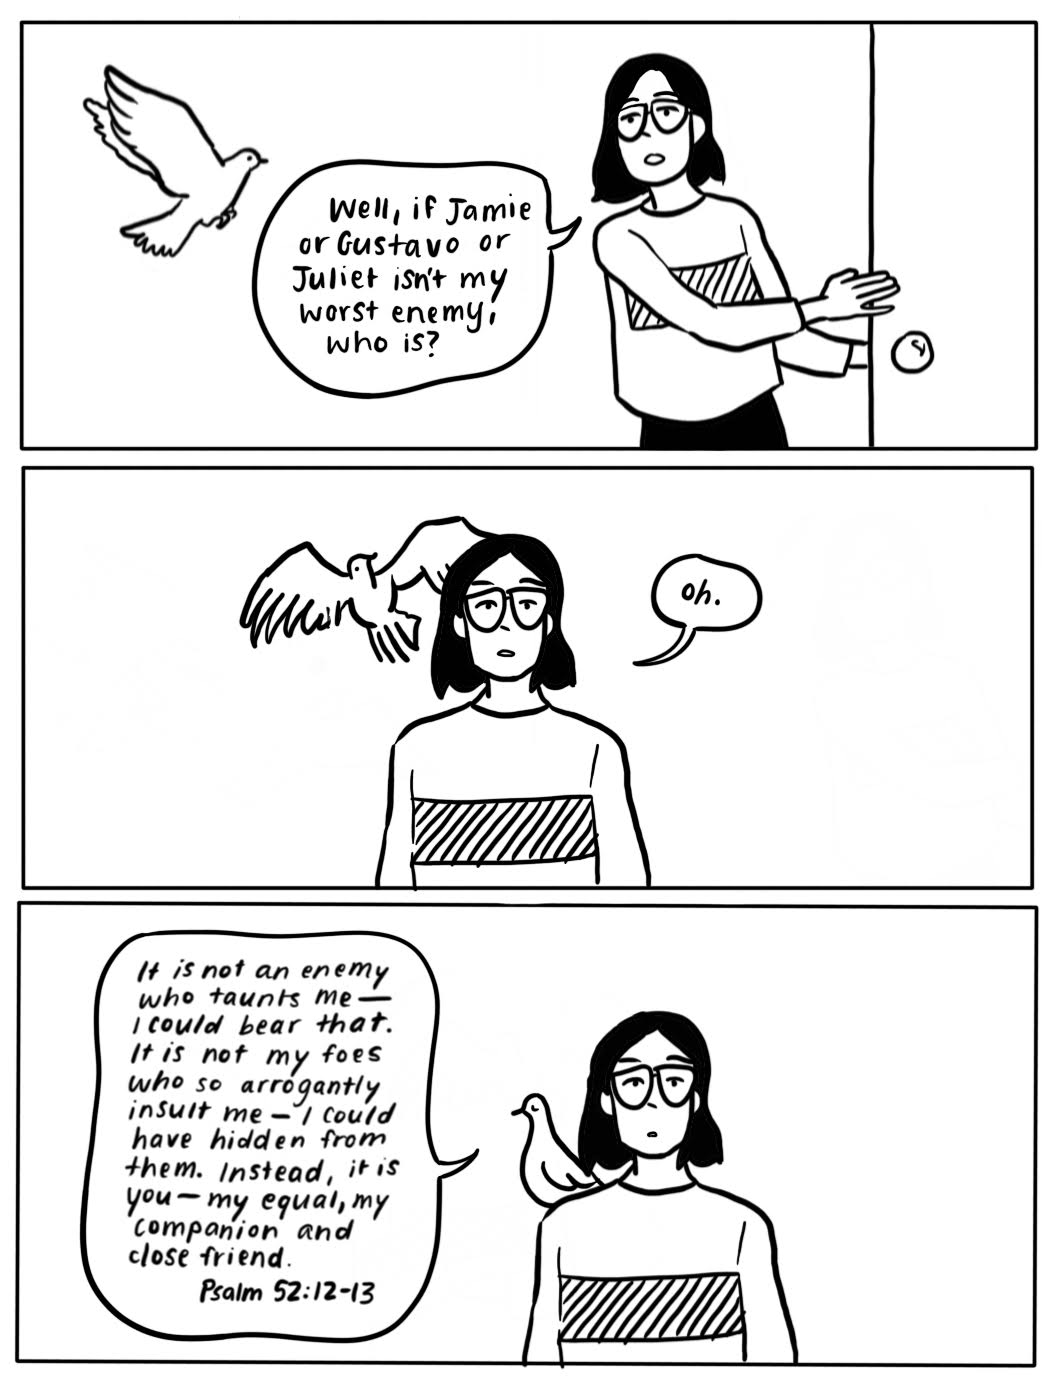 Well, if Jamie
or Gustavo or
Juliet isn't my
worst enemy,
who is?
oh.
It is not an enemy
who taunts me —
I could bear that.
It is not my foes
who so arrogantly
insult me — I could
have hidden from
them. Instead, it is
you — my equal, my
companion and
close friend.
Psalm 52:12-13